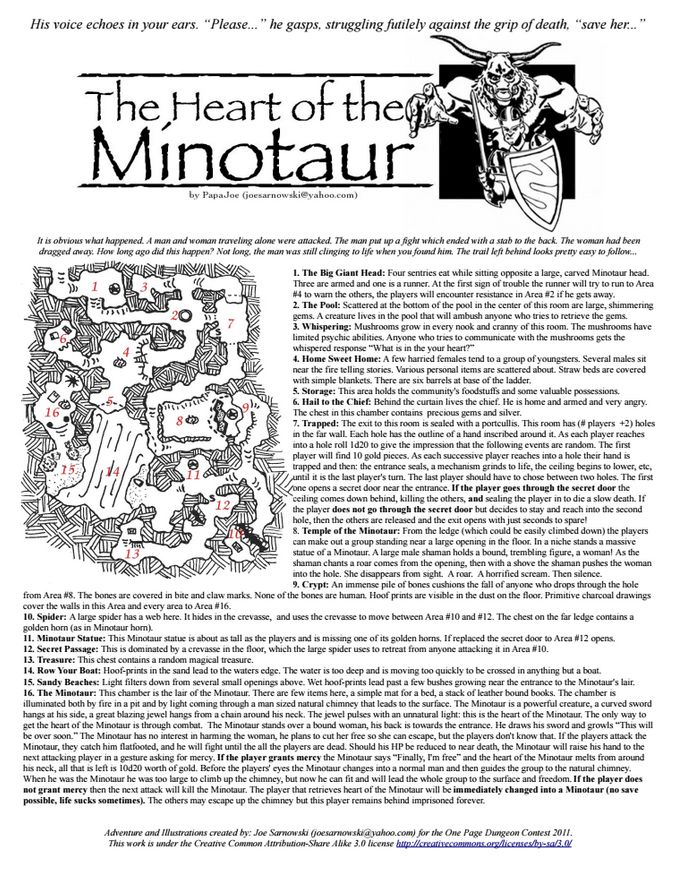 His voice echoes in your ears. “Please...” he gasps, struggling futilely against the grip of death, “save her...”
The Heart of the
Minotaur
by PapaJoe (joesarnowski@yahoo.com)
It is obvious what happened. A man and woman traveling alone were attacked. The man put up a fight which ended with a stab to the back. The woman had been
dragged away. How long ago did this happen? Not long, the man was still clinging to life when you found him. The trail left behind looks pretty easy to follow...
1
3
2
7
6
4
5
16
8
9
15
14
11
12
10
13
1. The Big Giant Head: Four sentries eat while sitting opposite a large, carved Minotaur head.
Three are armed and one is a runner. At the first sign of trouble the runner will try to run to Area
#4 to warn the others, the players will encounter resistance in Area #2 if he gets away.
2. The Pool: Scattered at the bottom of the pool in the center of this room are large, shimmering
gems. A creature lives in the pool that will ambush anyone who tries to retrieve the gems.
3. Whispering: Mushrooms grow in every nook and cranny of this room. The mushrooms have
limited psychic abilities. Anyone who tries to communicate with the mushrooms gets the
whispered response “What is in the your heart?”
4. Home Sweet Home: A few harried females tend to a group of youngsters. Several males sit
near the fire telling stories. Various personal items are scattered about. Straw beds are covered
with simple blankets. There are six barrels at base of the ladder.
5. Storage: This area holds the community's foodstuffs and some valuable possessions.
6. Hail to the Chief: Behind the curtain lives the chief. He is home and armed and very angry.
The chest in this chamber contains precious gems and silver.
7. Trapped: The exit to this room is sealed with a portcullis. This room has (# players +2) holes
in the far wall. Each hole has the outline of a hand inscribed around it. As each player reaches
into a hole roll 1d20 to give the impression that the following events are random. The first
player will find 10 gold pieces. As each successive player reaches into a hole their hand is
trapped and then: the entrance seals, a mechanism grinds to life, the ceiling begins to lower, etc,
until it is the last player's turn. The last player should have to chose between two holes. The first
one opens a secret door near the entrance. If the player goes through the secret door the
ceiling comes down behind, killing the others, and sealing the player in to die a slow death. If
the player does not go through the secret door but decides to stay and reach into the second
hole, then the others are released and the exit opens with just seconds to spare!
8. Temple of the Minotaur: From the ledge (which could be easily climbed down) the players
can make out a group standing near a large opening in the floor. In a niche stands a massive
statue of a Minotaur. A large male shaman holds a bound, trembling figure, a woman! As the
shaman chants a roar comes from the opening, then with a shove the shaman pushes the woman
into the hole. She disappears from sight. A roar. A horrified scream. Then silence.
9. Crypt: An immense pile of bones cushions the fall of anyone who drops through the hole
from Area #8. The bones are covered in bite and claw marks. None of the bones are human. Hoof prints are visible in the dust on the floor. Primitive charcoal drawings
cover the walls in this Area and every area to Area #16.
10. Spider: A large spider has a web here. It hides in the crevasse, and uses the crevasse to move between Area #10 and #12. The chest on the far ledge contains a
golden horn (as in Minotaur horn).
11. Minotaur Statue: This Minotaur statue is about as tall as the players and is missing one of its golden horns. If replaced the secret door to Area #12 opens.
12. Secret Passage: This is dominated by a crevasse in the floor, which the large spider uses to retreat from anyone attacking it in Area #10.
13. Treasure: This chest contains a random magical treasure.
14. Row Your Boat: Hoof-prints in the sand lead to the waters edge. The water is too deep and is moving too quickly to be crossed in anything but a boat.
15. Sandy Beaches: Light filters down from several small openings above. Wet hoof-prints lead past a few bushes growing near the entrance to the Minotaur's lair.
16. The Minotaur: This chamber is the lair of the Minotaur. There are few items here, a simple mat for a bed, a stack of leather bound books. The chamber is
illuminated both by fire in a pit and by light coming through a man sized natural chimney that leads to the surface. The Minotaur is a powerful creature, a curved sword
hangs at his side, a great blazing jewel hangs from a chain around his neck. The jewel pulses with an unnatural light: this is the heart of the Minotaur. The only way to
get the heart of the Minotaur is through combat. The Minotaur stands over a bound woman, his back is towards the entrance. He draws his sword and growls “This will
be over soon.” The Minotaur has no interest in harming the woman, he plans to cut her free so she can escape, but the players don't know that. If the players attack the
Minotaur, they catch him flatfooted, and he will fight until the all the players are dead. Should his HP be reduced to near death, the Minotaur will raise his hand to the
next attacking player in a gesture asking for mercy. If the player grants mercy the Minotaur says “Finally, I'm free” and the heart of the Minotaur melts from around
his neck, all that is left is 10d20 worth of gold. Before the players' eyes the Minotaur changes into a normal man and then guides the group to the natural chimney.
When he was the Minotaur he was too large to climb up the chimney, but now he can fit and will lead the whole group to the surface and freedom. If the player does
not grant mercy then the next attack will kill the Minotaur. The player that retrieves heart of the Minotaur will be immediately changed into a Minotaur (no save
possible, life sucks sometimes). The others may escape up the chimney but this player remains behind imprisoned forever.
Adventure and Illustrations created by: Joe Sarnowski (joesarnowski@yahoo.com) for the One Page Dungeon Contest 2011.
This work is under the Creative Commons Attribution-Share Alike 3.0 license http://creativecommons.org/licenses/by-sa/3.0/